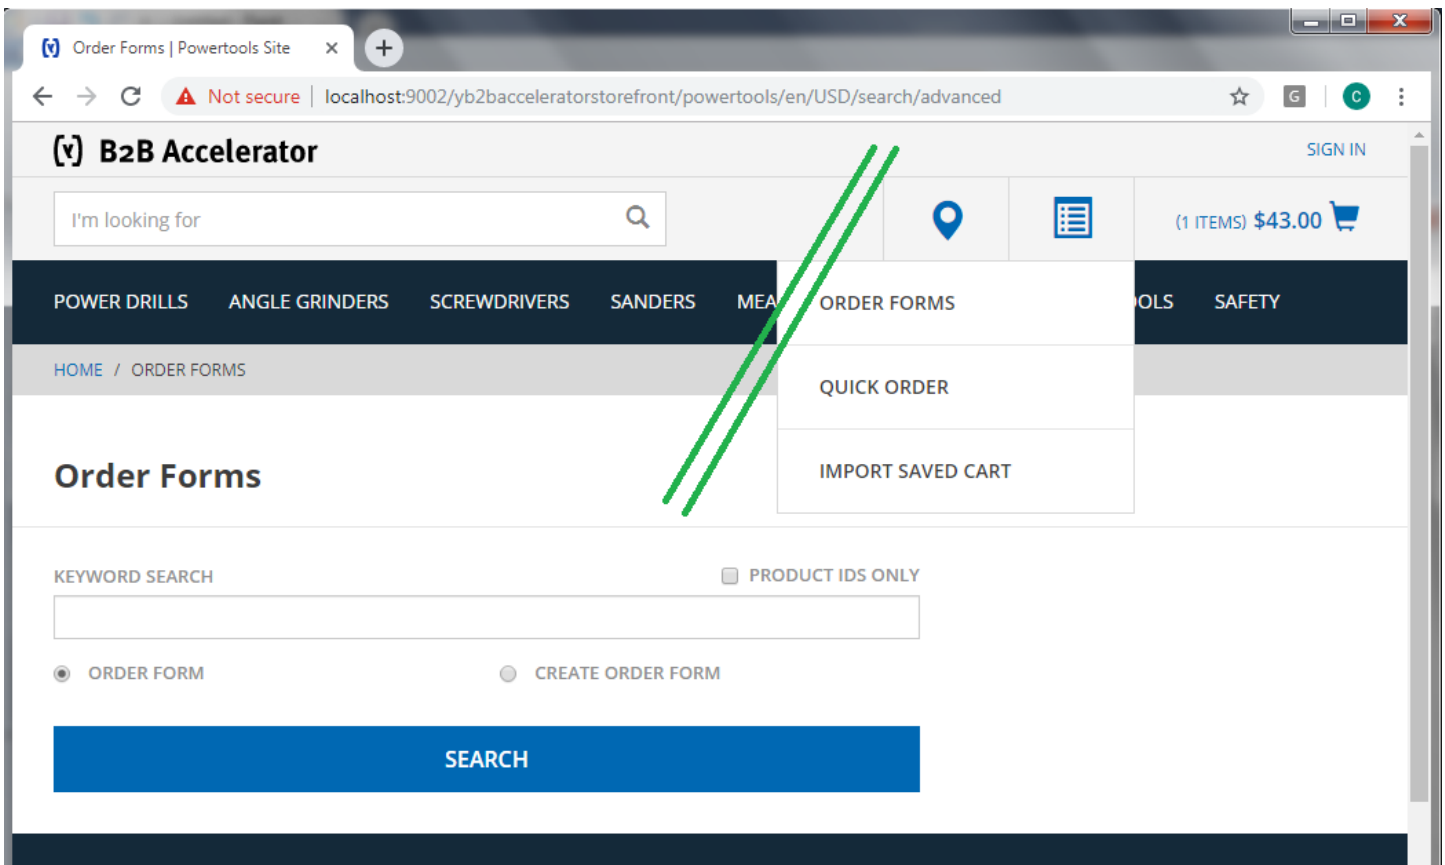 Order Forms | Powertools Site
Not secure | localhost:9002/yb2bacceleratorstorefront/powertools/en/USD/search/advanced
G
C
(y) B2B Accelerator
SIGN IN
I'm looking for
(1 ITEMS) $43.00
POWER DRILLS ANGLE GRINDERS SCREWDRIVERS SANDERS MEA OLS SAFETY
ORDER FORMS
HOME / ORDER FORMS
QUICK ORDER
IMPORT SAVED CART
Order Forms
KEYWORD SEARCH
PRODUCT IDS ONLY
ORDER FORM
CREATE ORDER FORM
SEARCH